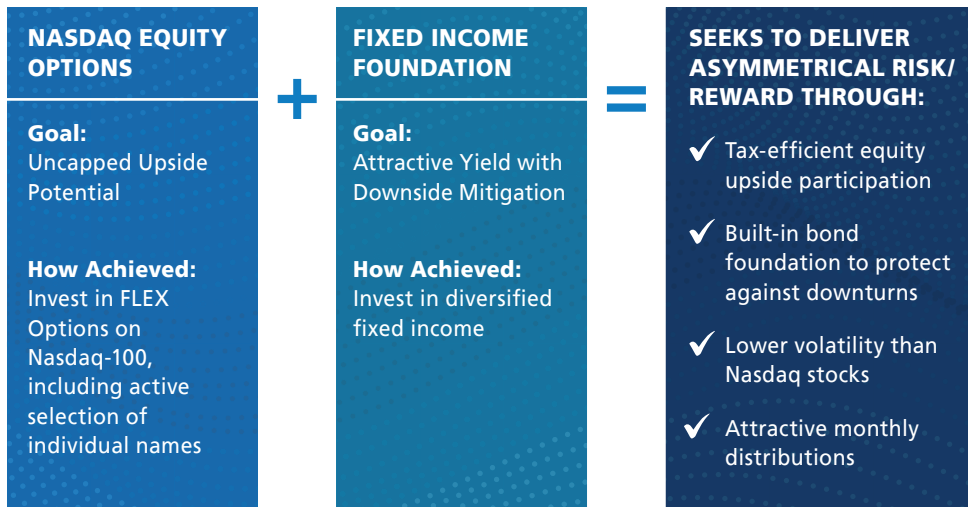 NASDAQ EQUITY
OPTIONS
Goal:
Uncapped Upside
Potential
How Achieved:
Invest in FLEX
Options on
Nasdaq-100,
including active
selection of
individual names
+
FIXED INCOME
FOUNDATION
Goal:
Attractive Yield with
Downside Mitigation
How Achieved:
Invest in diversified
fixed income
=
SEEKS TO DELIVER
ASYMMETRICAL RISK/
REWARD THROUGH:
✓ Tax-efficient equity
upside participation
✓ Built-in bond
foundation to protect
against downturns
✓ Lower volatility than
Nasdaq stocks
✓ Attractive monthly
distributions